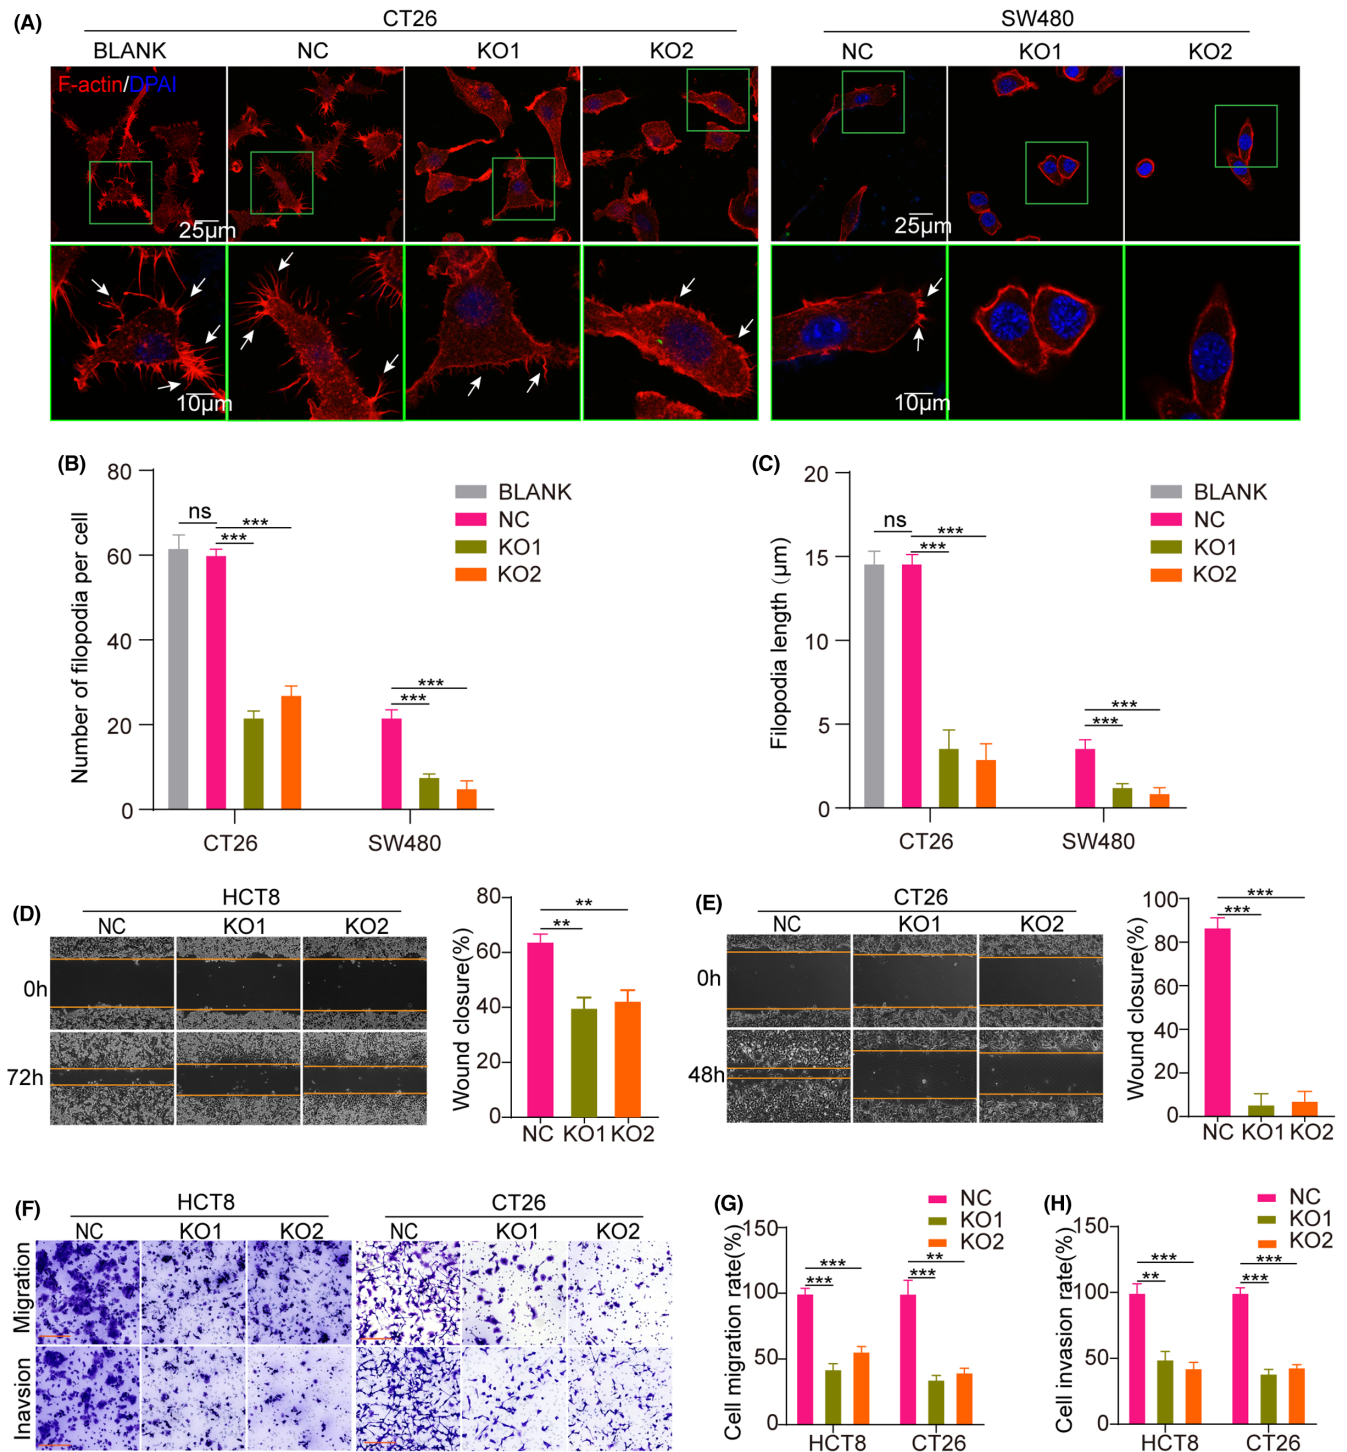 (A)
CT26
SW480
BLANK NC KO1 KO2 NC KO1 KO2
F-actin/DPAI
25μm
25μm
10μm
10μm
(B)
Number of filopodia per cell
80
60
40
20
0
ns
***
***
***
***
CT26 SW480
BLANK
NC
KO1
KO2
(C)
Filopodia length (μm)
20
15
10
5
0
ns
***
***
***
***
CT26 SW480
BLANK
NC
KO1
KO2
(D)
HCT8
NC KO1 KO2
0h
72h
Wound closure(%)
80
60
40
20
0
**
**
NC KO1 KO2
(E)
CT26
NC KO1 KO2
0h
48h
Wound closure(%)
100
80
60
40
20
0
***
***
NC KO1 KO2
(F)
HCT8 CT26
NC KO1 KO2 NC KO1 KO2
Migration
Inavsion
(G)
NC
KO1
KO2
Cell migration rate(%)
150
100
50
0
***
***
**
***
HCT8 CT26
(H)
NC
KO1
KO2
Cell invasion rate(%)
150
100
50
0
***
**
***
***
HCT8 CT26